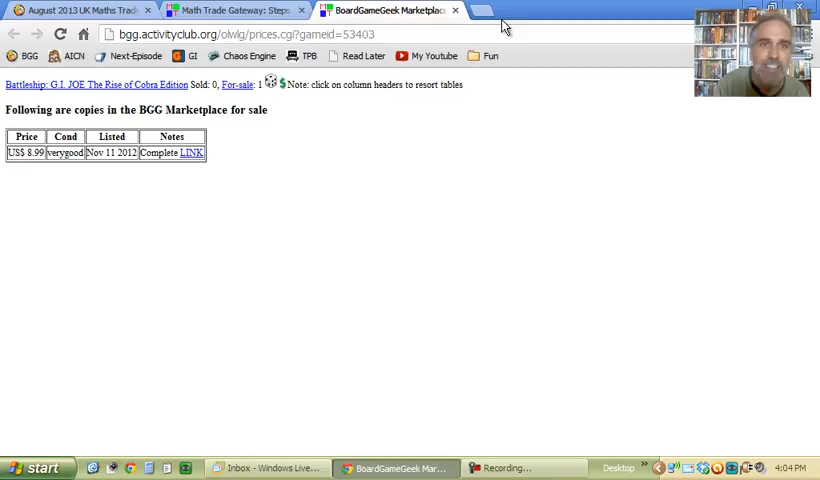 August 2013 UK Maths Trad
Math Trade Gateway: Steps
BoardGameGeek Marketplace
bgg.activityclub.org/olwlg/prices.cgi?gameid=53403
BGG AICN Next-Episode GI Chaos Engine TPB Read Later My Youtube Fun
Battleship: G.I. JOE The Rise of Cobra Edition Sold: 0, For-sale: 1 $ Note: click on column headers to resort tables
Following are copies in the BGG Marketplace for sale
Price Cond Listed Notes
US$ 8.99 verygood Nov 11 2012 Complete LINK
start Inbox - Windows Live... BoardGameGeek Mar... Recording... Desktop » 4:04 PM